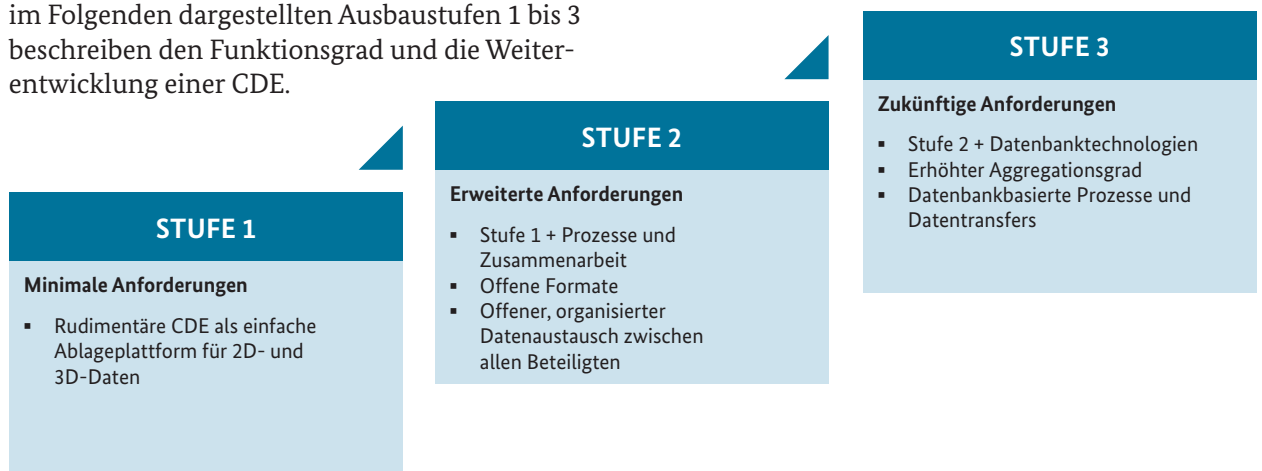 im Folgenden dargestellten Ausbaustufen 1 bis 3
beschreiben den Funktionsgrad und die Weiter-
entwicklung einer CDE.
STUFE 1
Minimale Anforderungen
▪ Rudimentäre CDE als einfache
Ablageplattform für 2D- und
3D-Daten
STUFE 2
Erweiterte Anforderungen
▪ Stufe 1 + Prozesse und
Zusammenarbeit
▪ Offene Formate
▪ Offener, organisierter
Datenaustausch zwischen
allen Beteiligten
STUFE 3
Zukünftige Anforderungen
▪ Stufe 2 + Datenbanktechnologien
▪ Erhöhter Aggregationsgrad
▪ Datenbankbasierte Prozesse und
Datentransfers